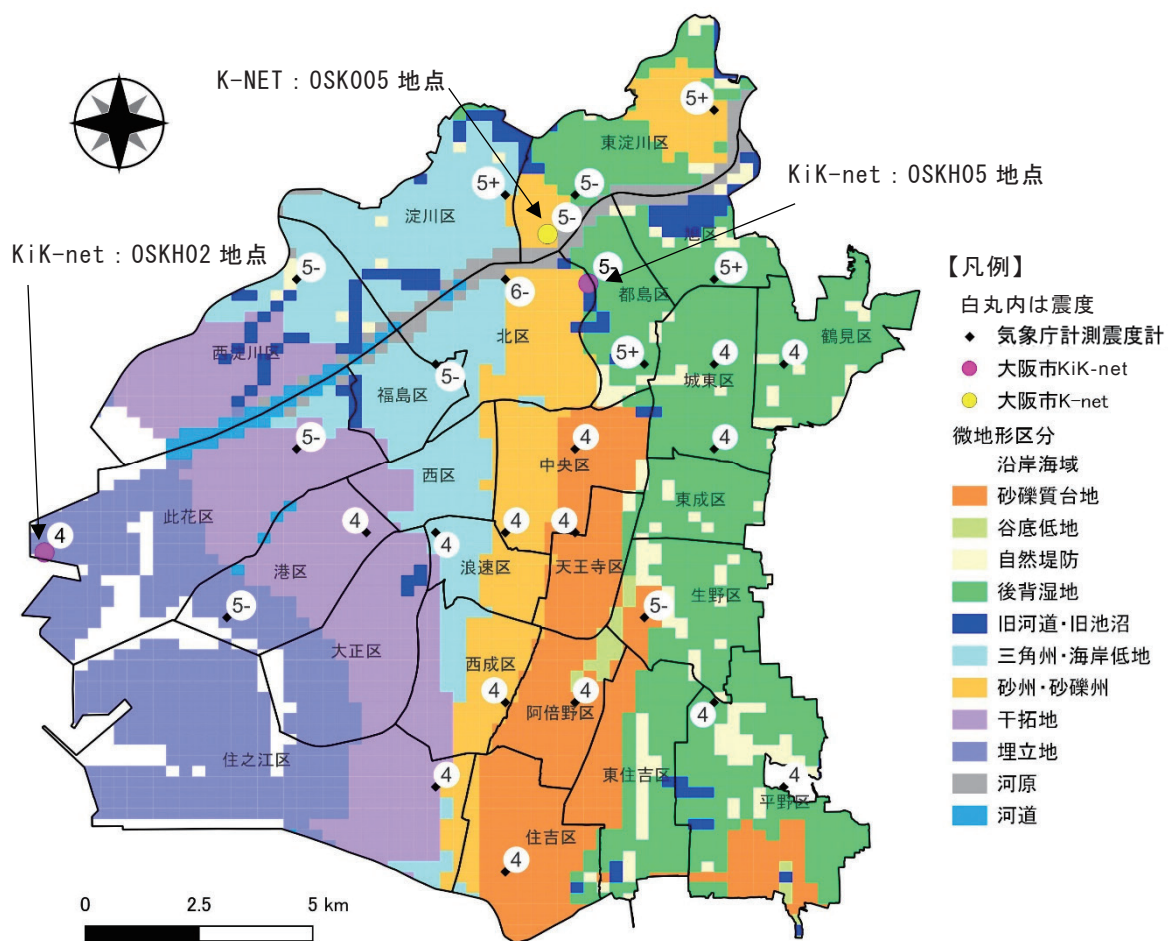 K-NET：OSK005 地点
5+
東淀川区
KiK-net：OSKH05 地点
5+
5-
淀川区
5-
旭区
KiK-net：OSKH02 地点
5-
5-
5+
6-
都島区
北区
鶴見区
西淀川区
5+
4
4
城東区
福島区
5-
5-
4
4
中央区
西区
東成区
此花区
4
4
4
4
4
港区
浪速区
天王寺区
生野区
5-
5-
大正区
西成区
4
4
阿倍野区
4
住之江区
4
東住吉区
4
平野区
住吉区
4
0 2.5 5 km
【凡例】
白丸内は震度
気象庁計測震度計
大阪市KiK-net
大阪市K-net
微地形区分
沿岸海域
砂礫質台地
谷底低地
自然堤防
後背湿地
旧河道・旧池沼
三角州・海岸低地
砂州・砂礫州
干拓地
埋立地
河原
河道